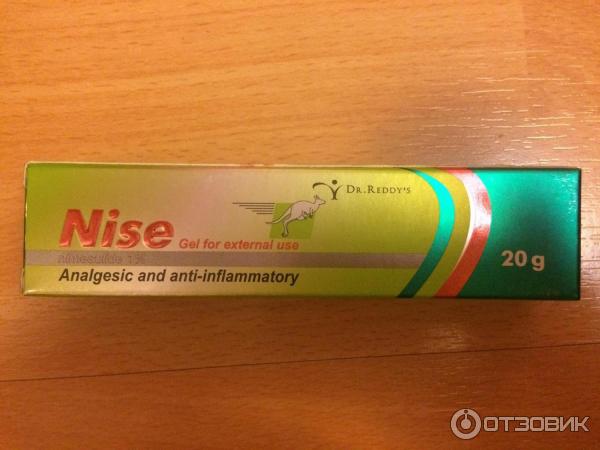 Dr.Reddy's
Nise Gel for external use
nimesulide 1%
Analgesic and anti-inflammatory
20 g
ОТЗОВИК